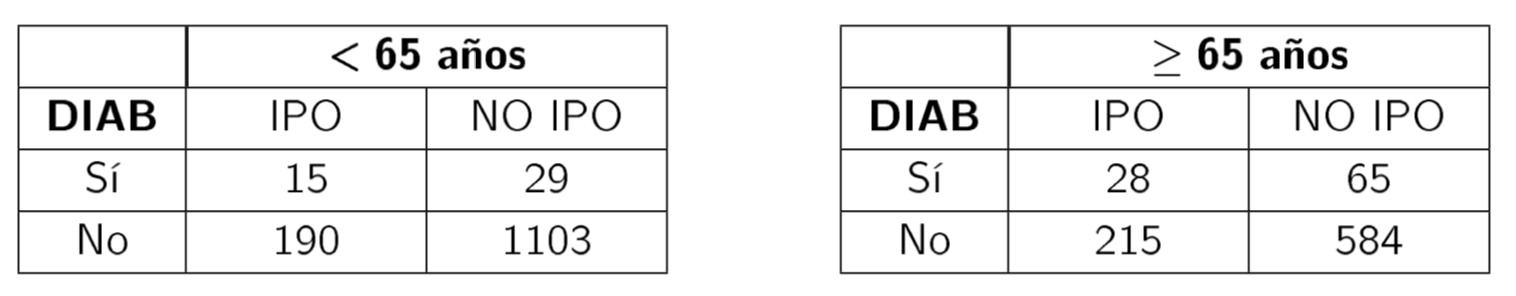 < 65 años
DIAB IPO NO IPO
Sí 15 29
No 190 1103
≥ 65 años
DIAB IPO NO IPO
Sí 28 65
No 215 584